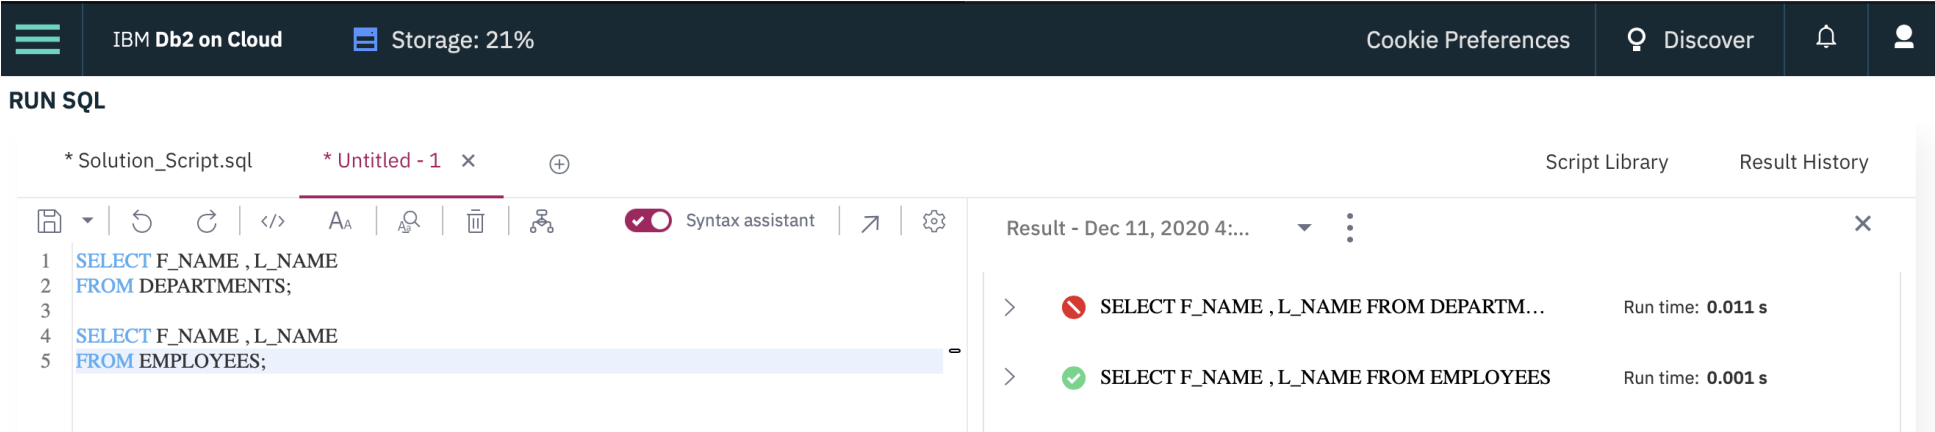 IBM Db2 on Cloud
Storage: 21%
Cookie Preferences
Discover
RUN SQL
* Solution_Script.sql
* Untitled - 1
Script Library
Result History
Syntax assistant
1 SELECT F_NAME , L_NAME
2 FROM DEPARTMENTS;
3
4 SELECT F_NAME , L_NAME
5 FROM EMPLOYEES;
Result - Dec 11, 2020 4:...
SELECT F_NAME , L_NAME FROM DEPARTM... Run time: 0.011 s
SELECT F_NAME , L_NAME FROM EMPLOYEES Run time: 0.001 s